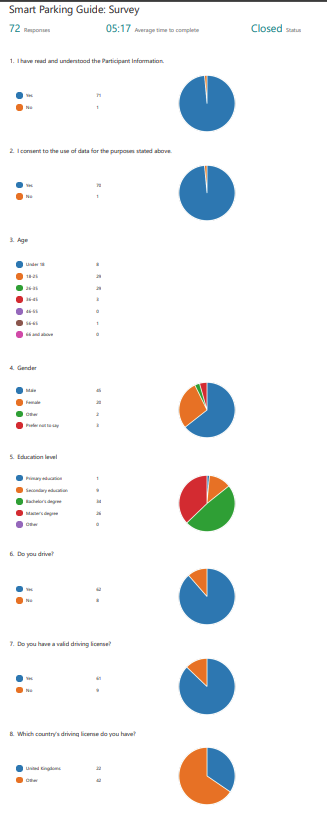 Smart Parking Guide: Survey
72 Responses 05:17 Average time to complete Closed Status
1. I have read and understood the Participant Information.
Yes 71
No 1
2. I consent to the use of data for the purposes stated above.
Yes 70
No 1
3. Age
Under 18 8
18-25 29
26-35 29
36-45 3
46-55 0
56-65 1
66 and above 0
4. Gender
Male 45
Female 20
Other 2
Prefer not to say 3
5. Education level
Primary education 1
Secondary education 9
Bachelor's degree 34
Master's degree 26
Other 0
6. Do you drive?
Yes 62
No 8
7. Do you have a valid driving license?
Yes 61
No 9
8. Which country's driving license do you have?
United Kingdoms 22
Other 42